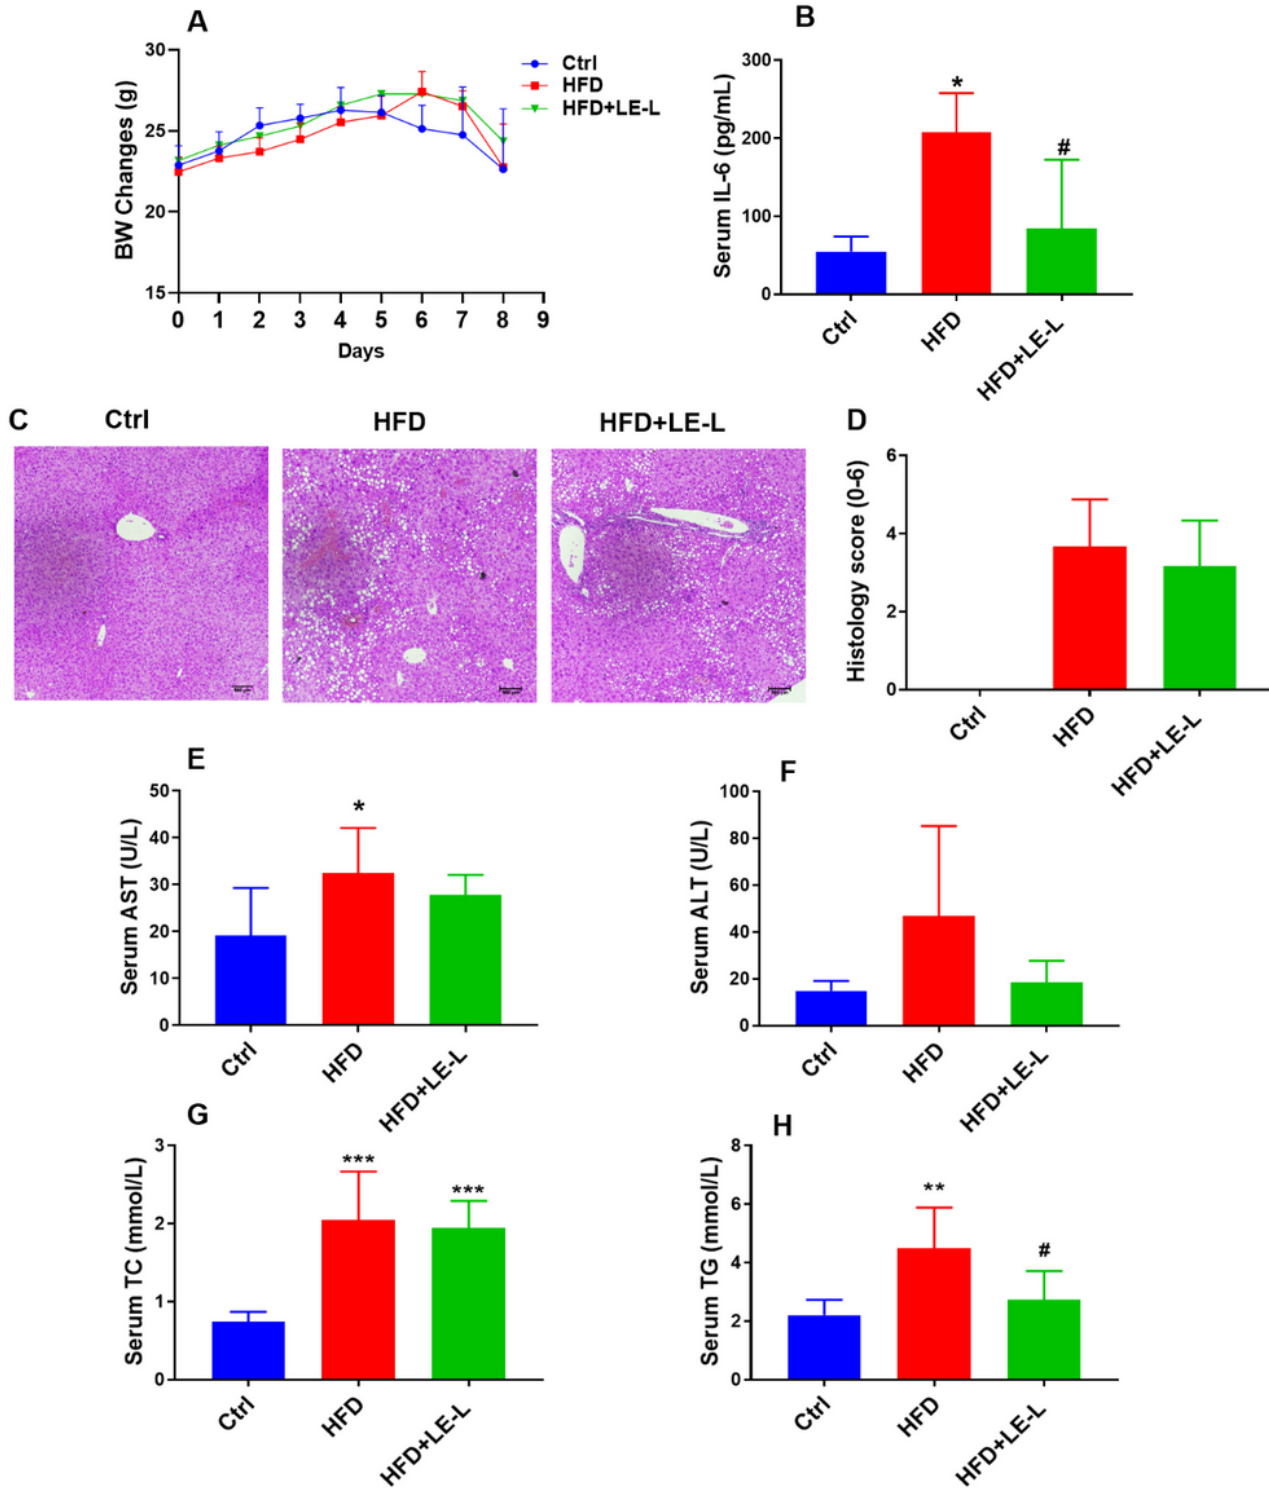 A
BW Changes (g)
30
25
20
15
0 1 2 3 4 5 6 7 8 9
Days
Ctrl
HFD
HFD+LE-L
B
Serum IL-6 (pg/mL)
300
200
100
0
*
#
Ctrl
HFD
HFD+LE-L
C
Ctrl
HFD
HFD+LE-L
D
Histology score (0-6)
6
4
2
0
Ctrl
HFD
HFD+LE-L
E
Serum AST (U/L)
50
40
30
20
10
0
*
Ctrl
HFD
HFD+LE-L
F
Serum ALT (U/L)
100
80
60
40
20
0
Ctrl
HFD
HFD+LE-L
G
Serum TC (mmol/L)
3
2
1
0
***
***
Ctrl
HFD
HFD+LE-L
H
Serum TG (mmol/L)
8
6
4
2
0
**
#
Ctrl
HFD
HFD+LE-L